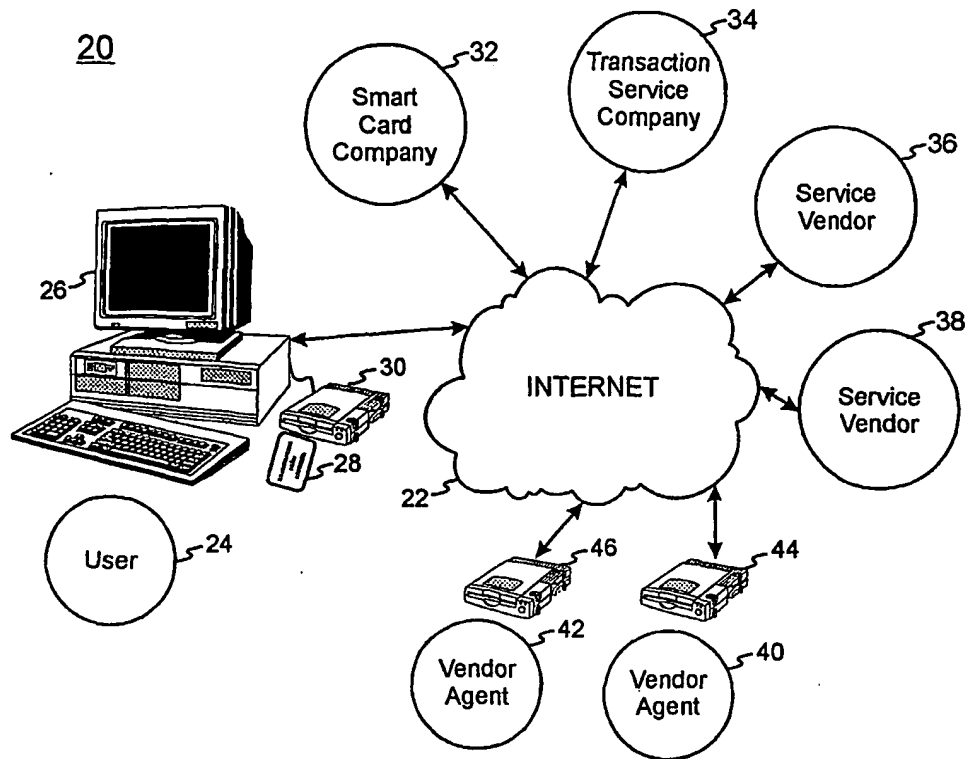 20
32
Smart
Card
Company
34
Transaction
Service
Company
36
Service
Vendor
26
30
28
INTERNET
22
38
Service
Vendor
User
24
46
44
42
Vendor
Agent
40
Vendor
Agent